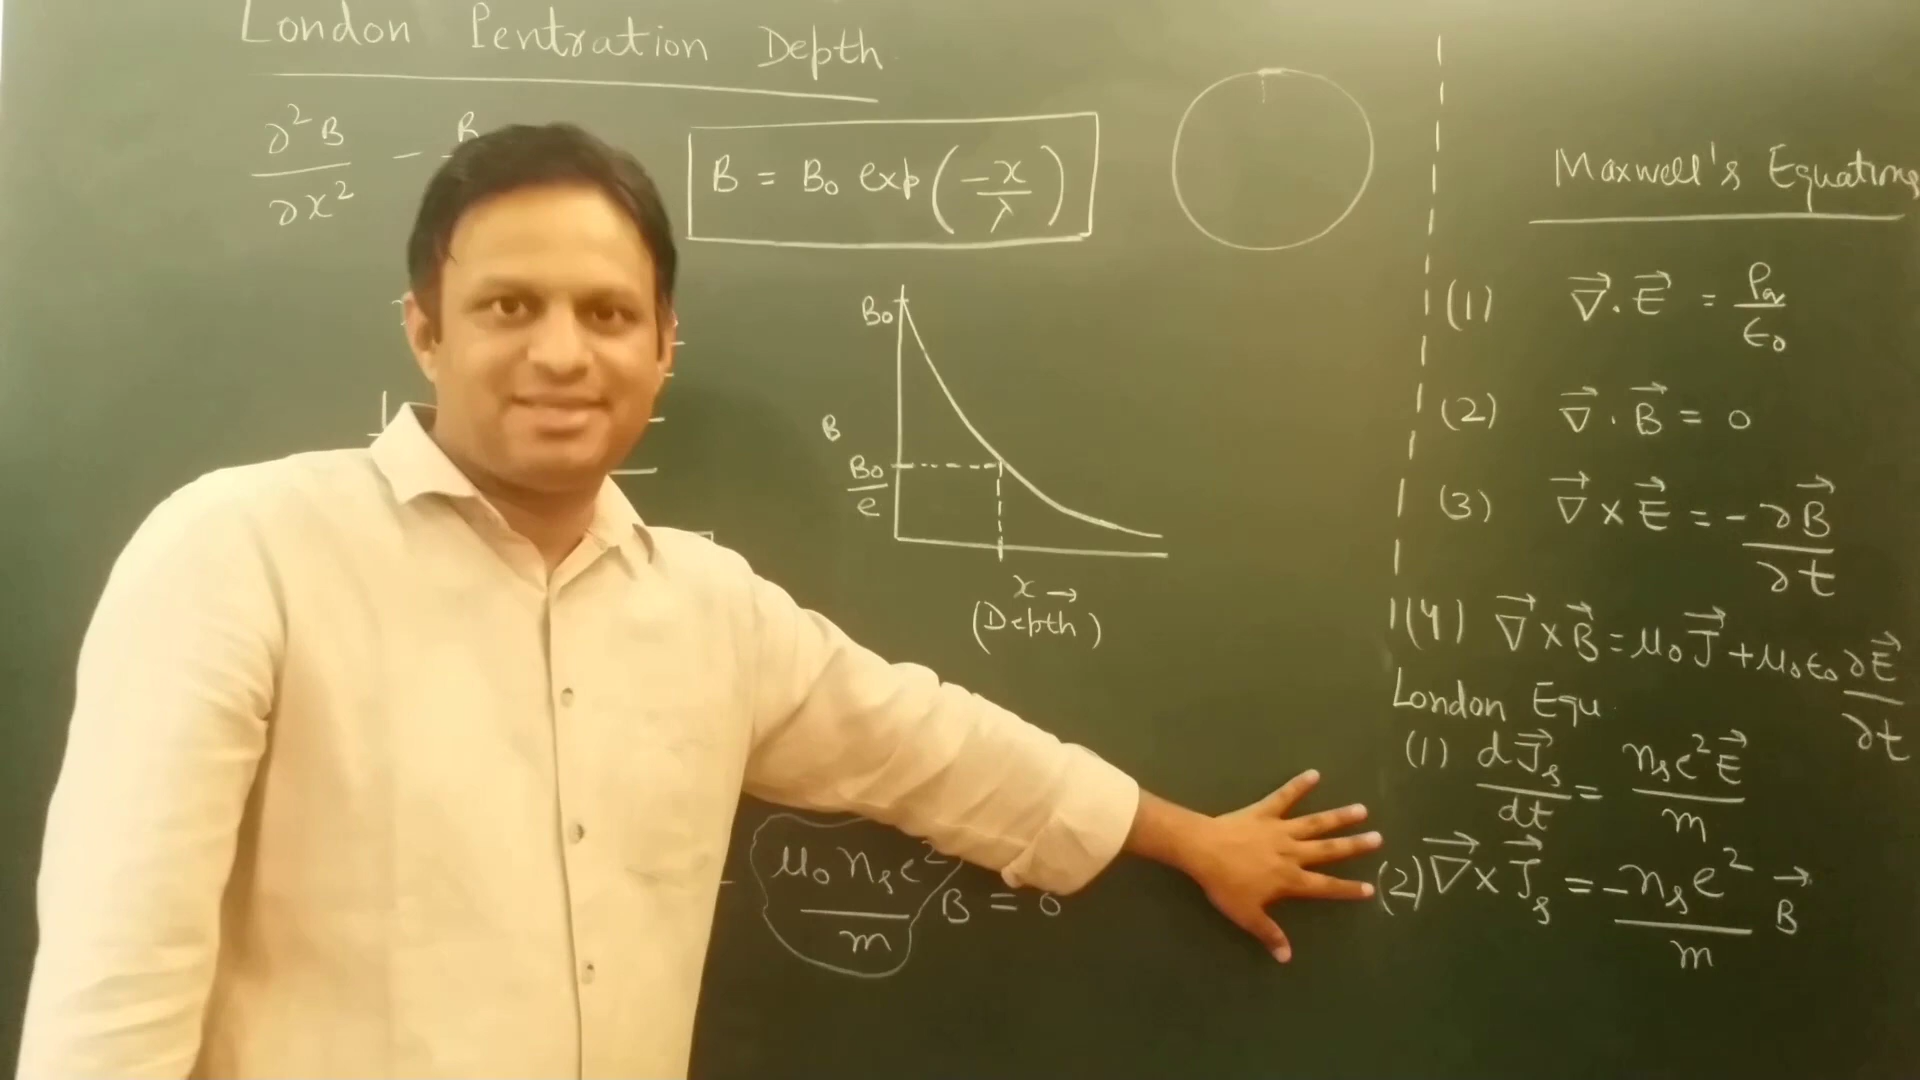 London Pentration Depth
∂²B/∂x² - B
B = B₀ exp(-x/λ)
B₀
B
B₀/e
x →
(Depth)
- μ₀nₛe²/m B = 0
Maxwell's Equations
(1) ∇⃗.E⃗ = ρᵥ/ϵ₀
(2) ∇⃗.B⃗ = 0
(3) ∇⃗×E⃗ = -∂B⃗/∂t
(4) ∇⃗×B⃗ = μ₀J⃗ + μ₀ϵ₀ ∂E⃗/∂t
London Equ.
(1) dJ⃗ₛ/dt = nₛe²E⃗/m
(2) ∇⃗×J⃗ₛ = -nₛe²/m B⃗